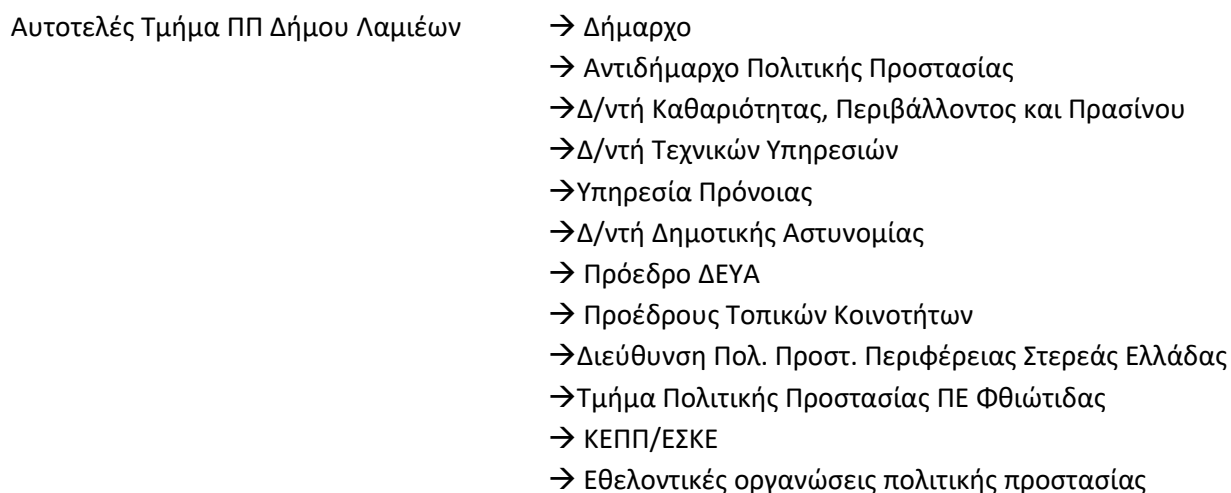 Αυτοτελές Τμήμα ΠΠ Δήμου Λαμιέων → Δήμαρχο
→ Αντιδήμαρχο Πολιτικής Προστασίας
→Δ/ντή Καθαριότητας, Περιβάλλοντος και Πρασίνου
→Δ/ντή Τεχνικών Υπηρεσιών
→Υπηρεσία Πρόνοιας
→Δ/ντή Δημοτικής Αστυνομίας
→ Πρόεδρο ΔΕΥΑ
→ Προέδρους Τοπικών Κοινοτήτων
→Διεύθυνση Πολ. Προστ. Περιφέρειας Στερεάς Ελλάδας
→Τμήμα Πολιτικής Προστασίας ΠΕ Φθιώτιδας
→ ΚΕΠΠ/ΕΣΚΕ
→ Εθελοντικές οργανώσεις πολιτικής προστασίας